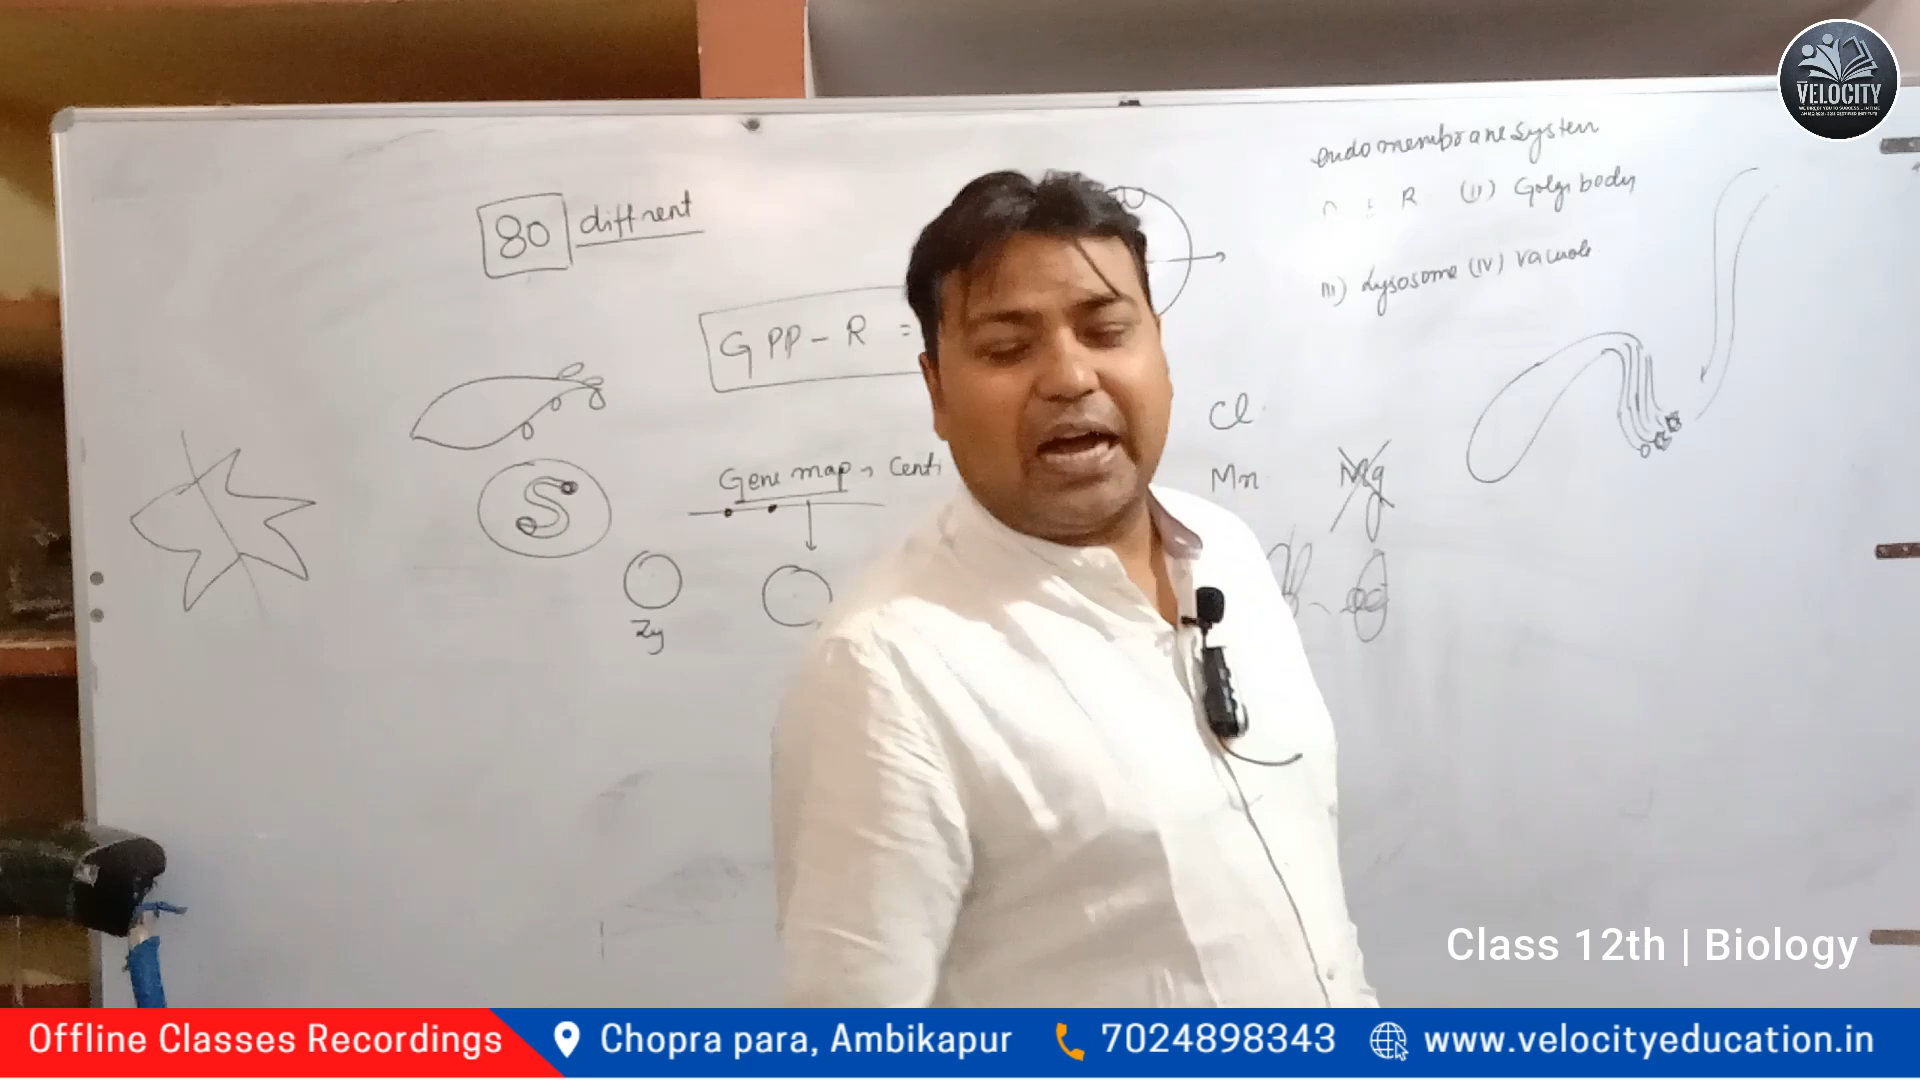 VELOCITY
endomembrane System
R (II) Golgi body
III) Lysosome (IV) Vacuole
80 diffrent
GPP - R =
Cl
Gene map → Centi
Mn Mg
Zy
Class 12th | Biology
Offline Classes Recordings
Chopra para, Ambikapur
7024898343
www.velocityeducation.in